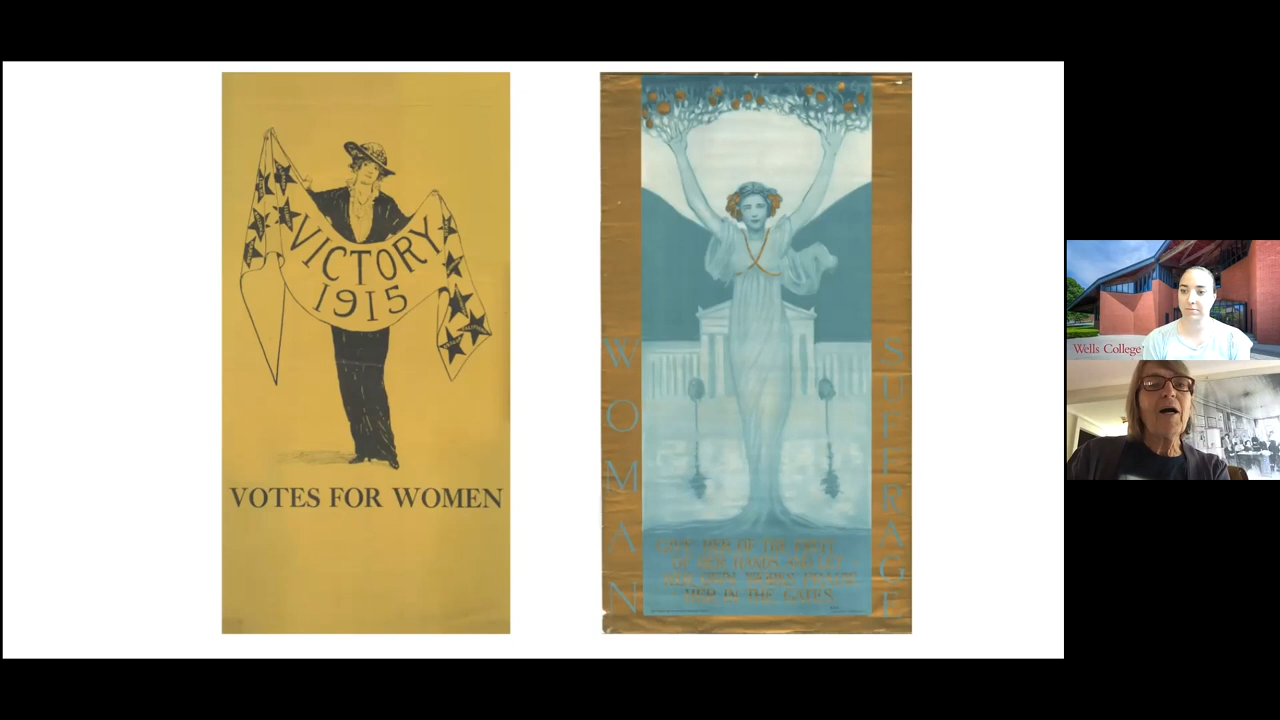 VICTORY
1915
VOTES FOR WOMEN
WOMAN
SUFFRAGE
GIVE HER OF THE FRUIT
OF HER HANDS AND LET
HER OWN WORKS PRAISE
HER IN THE GATES
Wells College